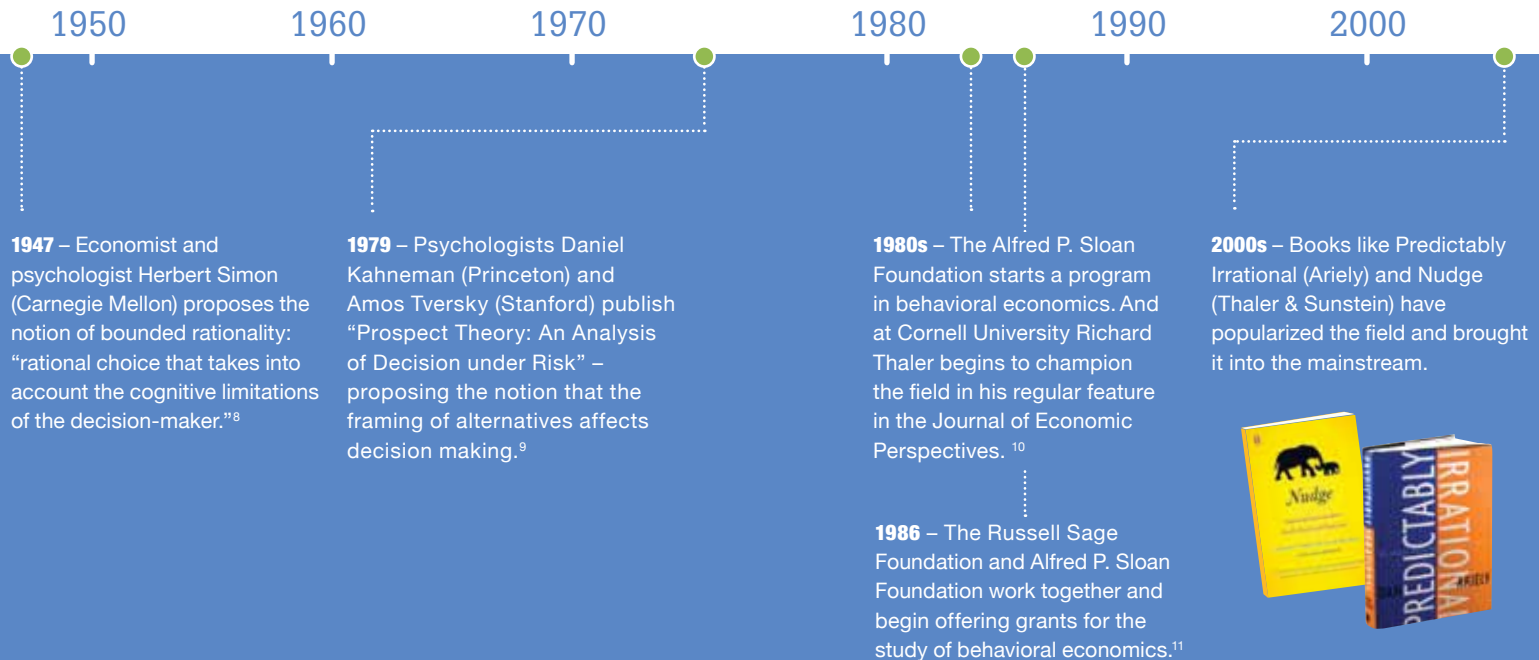 1950 1960 1970 1980 1990 2000
1947 – Economist and
psychologist Herbert Simon
(Carnegie Mellon) proposes the
notion of bounded rationality:
“rational choice that takes into
account the cognitive limitations
of the decision-maker.”8
1979 – Psychologists Daniel
Kahneman (Princeton) and
Amos Tversky (Stanford) publish
“Prospect Theory: An Analysis
of Decision under Risk” –
proposing the notion that the
framing of alternatives affects
decision making.9
1980s – The Alfred P. Sloan
Foundation starts a program
in behavioral economics. And
at Cornell University Richard
Thaler begins to champion
the field in his regular feature
in the Journal of Economic
Perspectives. 10
1986 – The Russell Sage
Foundation and Alfred P. Sloan
Foundation work together and
begin offering grants for the
study of behavioral economics.11
2000s – Books like Predictably
Irrational (Ariely) and Nudge
(Thaler & Sunstein) have
popularized the field and brought
it into the mainstream.
Nudge
PREDICTABLY
IRRATIONAL
DAN ARIELY